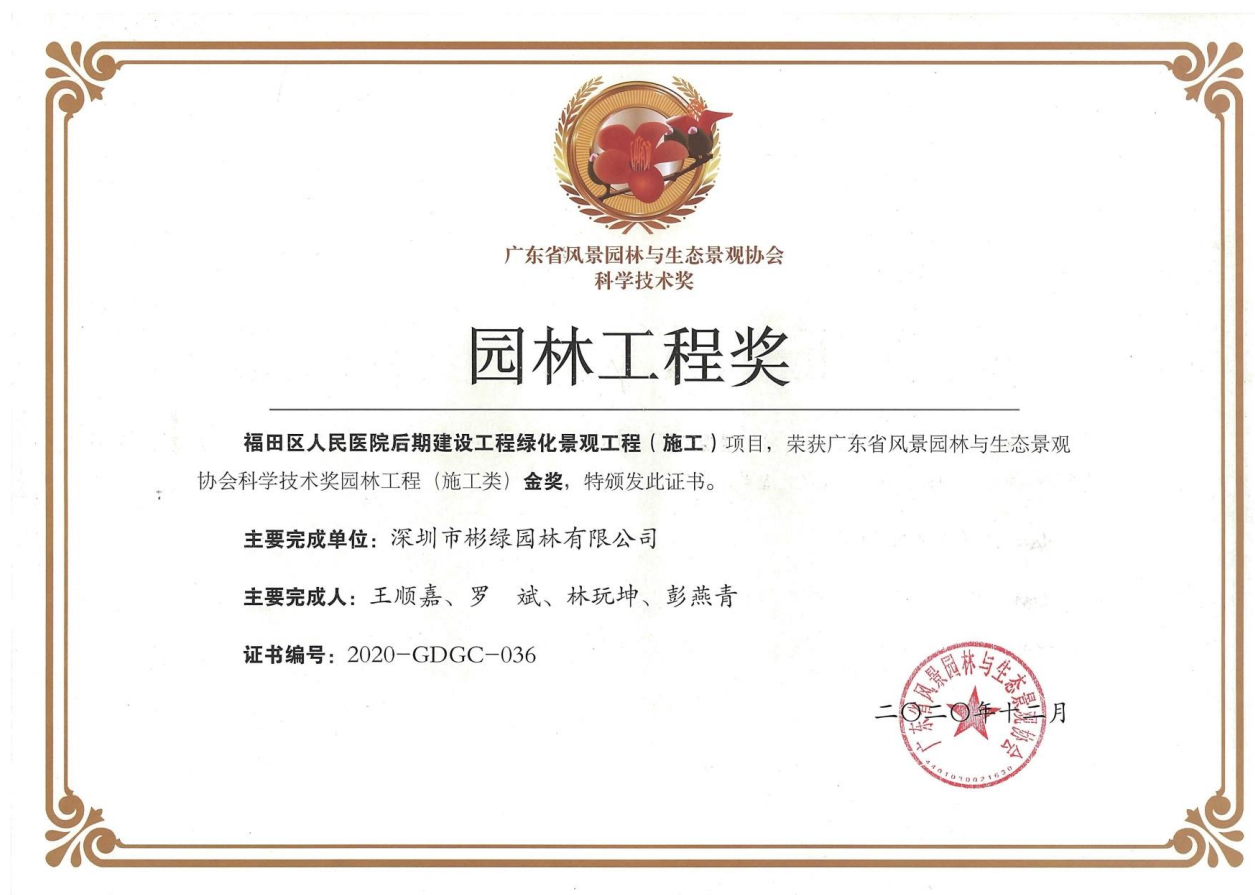 广东省风景园林与生态景观协会
科学技术奖
园林工程奖
福田区人民医院后期建设工程绿化景观工程(施工)项目,荣获广东省风景园林与生态景观
协会科学技术奖园林工程(施工类)金奖,特颁发此证书。
主要完成单位:深圳市彬绿园林有限公司
主要完成人:王顺嘉、罗　斌、林玩坤、彭燕青
证书编号:2020-GDGC-036
二〇二〇年十二月
广东省风景园林与生态景观协会